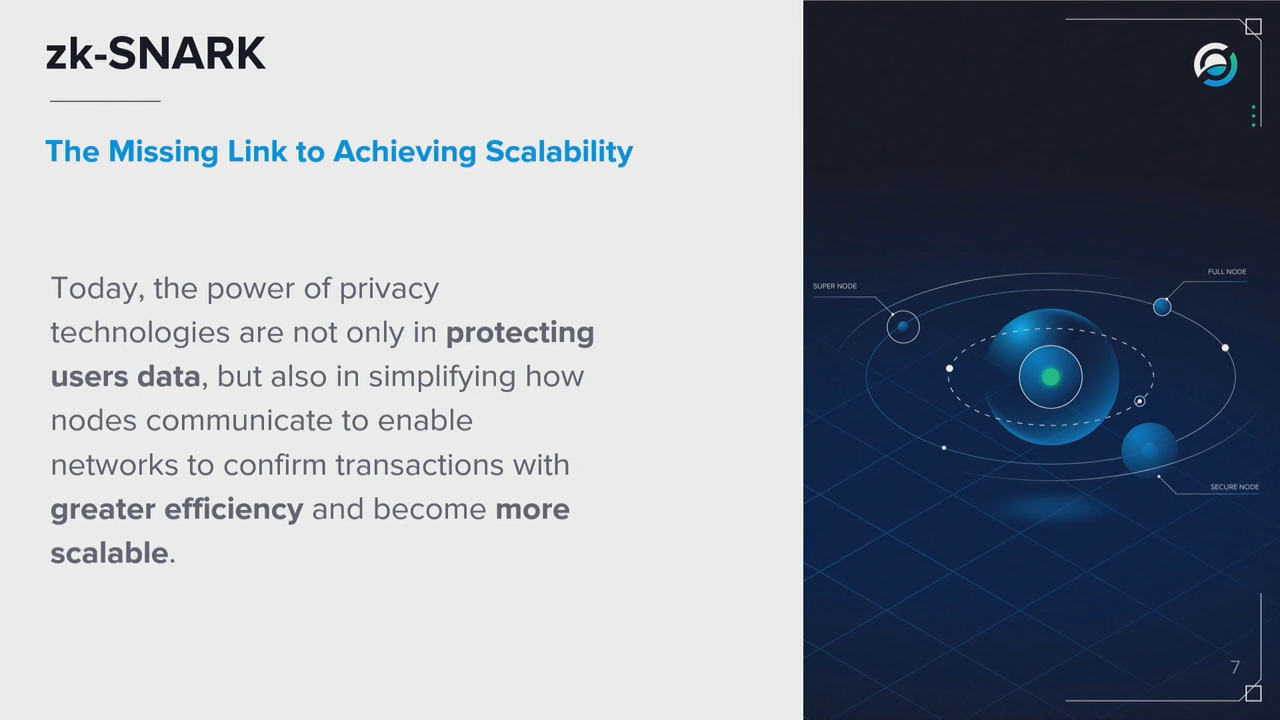 zk-SNARK
The Missing Link to Achieving Scalability
Today, the power of privacy
technologies are not only in protecting
users data, but also in simplifying how
nodes communicate to enable
networks to confirm transactions with
greater efficiency and become more
scalable.
SUPER NODE
FULL NODE
SECURE NODE
7